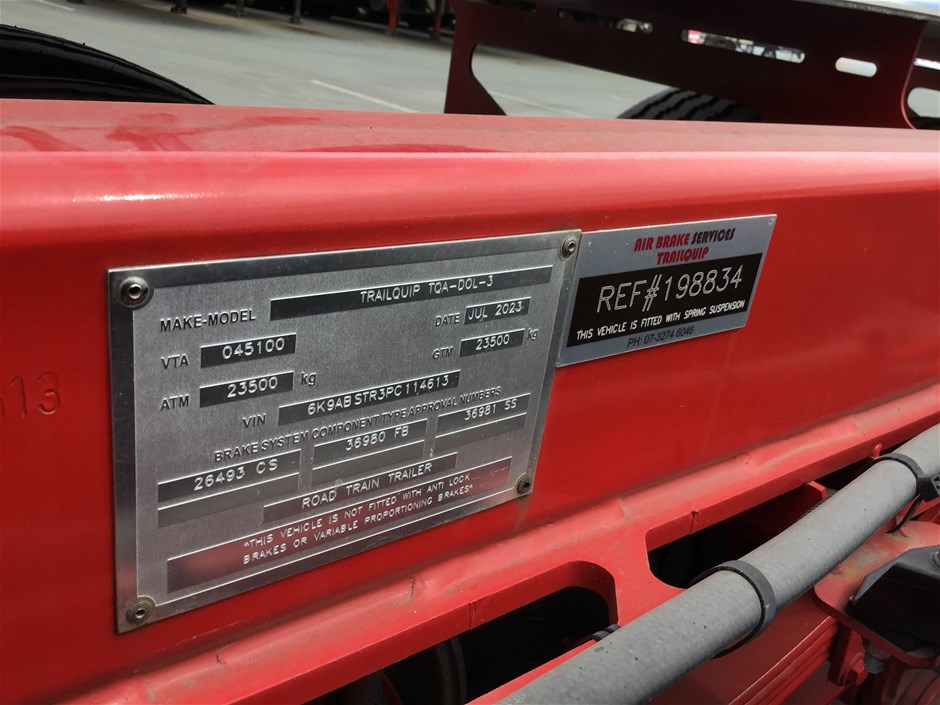 MAKE-MODEL TRAILQUIP TQA-DOL-3
VTA 045100 DATE JUL 2023
ATM 23500 kg GTM 23500 kg
VIN 6K9ABSTR3PC114613
BRAKE SYSTEM COMPONENT TYPE APPROVAL NUMBERS
26493 CS 36980 FB 36981 SS
ROAD TRAIN TRAILER
*THIS VEHICLE IS NOT FITTED WITH ANTI LOCK
BRAKES OR VARIABLE PROPORTIONING BRAKES*
AIR BRAKE SERVICES
TRAILQUIP
REF#198834
THIS VEHICLE IS FITTED WITH SPRING SUSPENSION
PH: 07-3274 6046